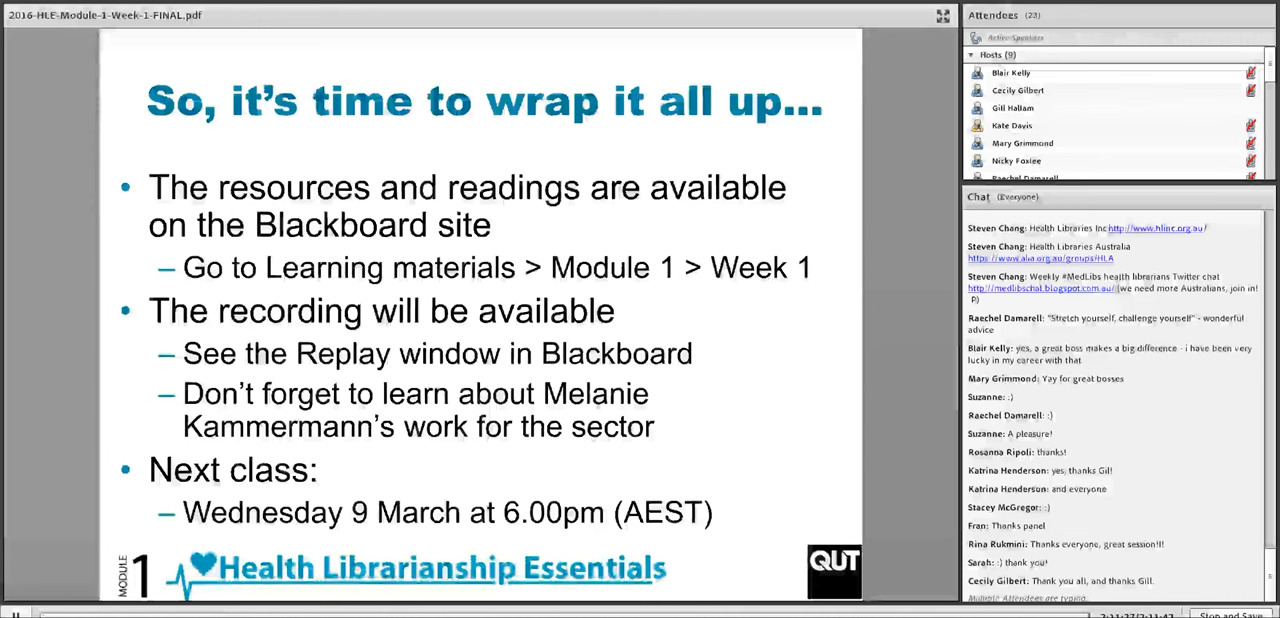 2016-HLE-Module-1-Week-1-FINAL.pdf
So, it's time to wrap it all up...
• The resources and readings are available
on the Blackboard site
– Go to Learning materials > Module 1 > Week 1
• The recording will be available
– See the Replay window in Blackboard
– Don't forget to learn about Melanie
Kammermann's work for the sector
• Next class:
– Wednesday 9 March at 6.00pm (AEST)
MODULE 1 Health Librarianship Essentials
QUT
Attendees (23)
Active Speakers
Hosts (9)
Blair Kelly
Cecily Gilbert
Gill Hallam
Kate Davis
Mary Grimmond
Nicky Foxlee
Raechel Damarell
Chat (Everyone)
Steven Chang: Health Libraries Inc http://www.hlinc.org.au/
Steven Chang: Health Libraries Australia
https://www.alia.org.au/groups/HLA
Steven Chang: Weekly #MedLibs health librarians Twitter chat
http://medlibschat.blogspot.com.au/ (we need more Australians, join in!
Raechel Damarell: "Stretch yourself, challenge yourself" - wonderful
advice
Blair Kelly: yes, a great boss makes a big difference - i have been very
lucky in my career with that
Mary Grimmond: Yay for great bosses
Suzanne: :)
Raechel Damarell: :)
Suzanne: A pleasure!
Rosanna Ripoli: thanks!
Katrina Henderson: yes, thanks Gil!
Katrina Henderson: and everyone
Stacey McGregor: :)
Fran: Thanks panel
Rina Rukmini: Thanks everyone, great session!!
Sarah: :) thank you!
Cecily Gilbert: Thank you all, and thanks Gill.
Multiple Attendees are typing.
Stop and Save